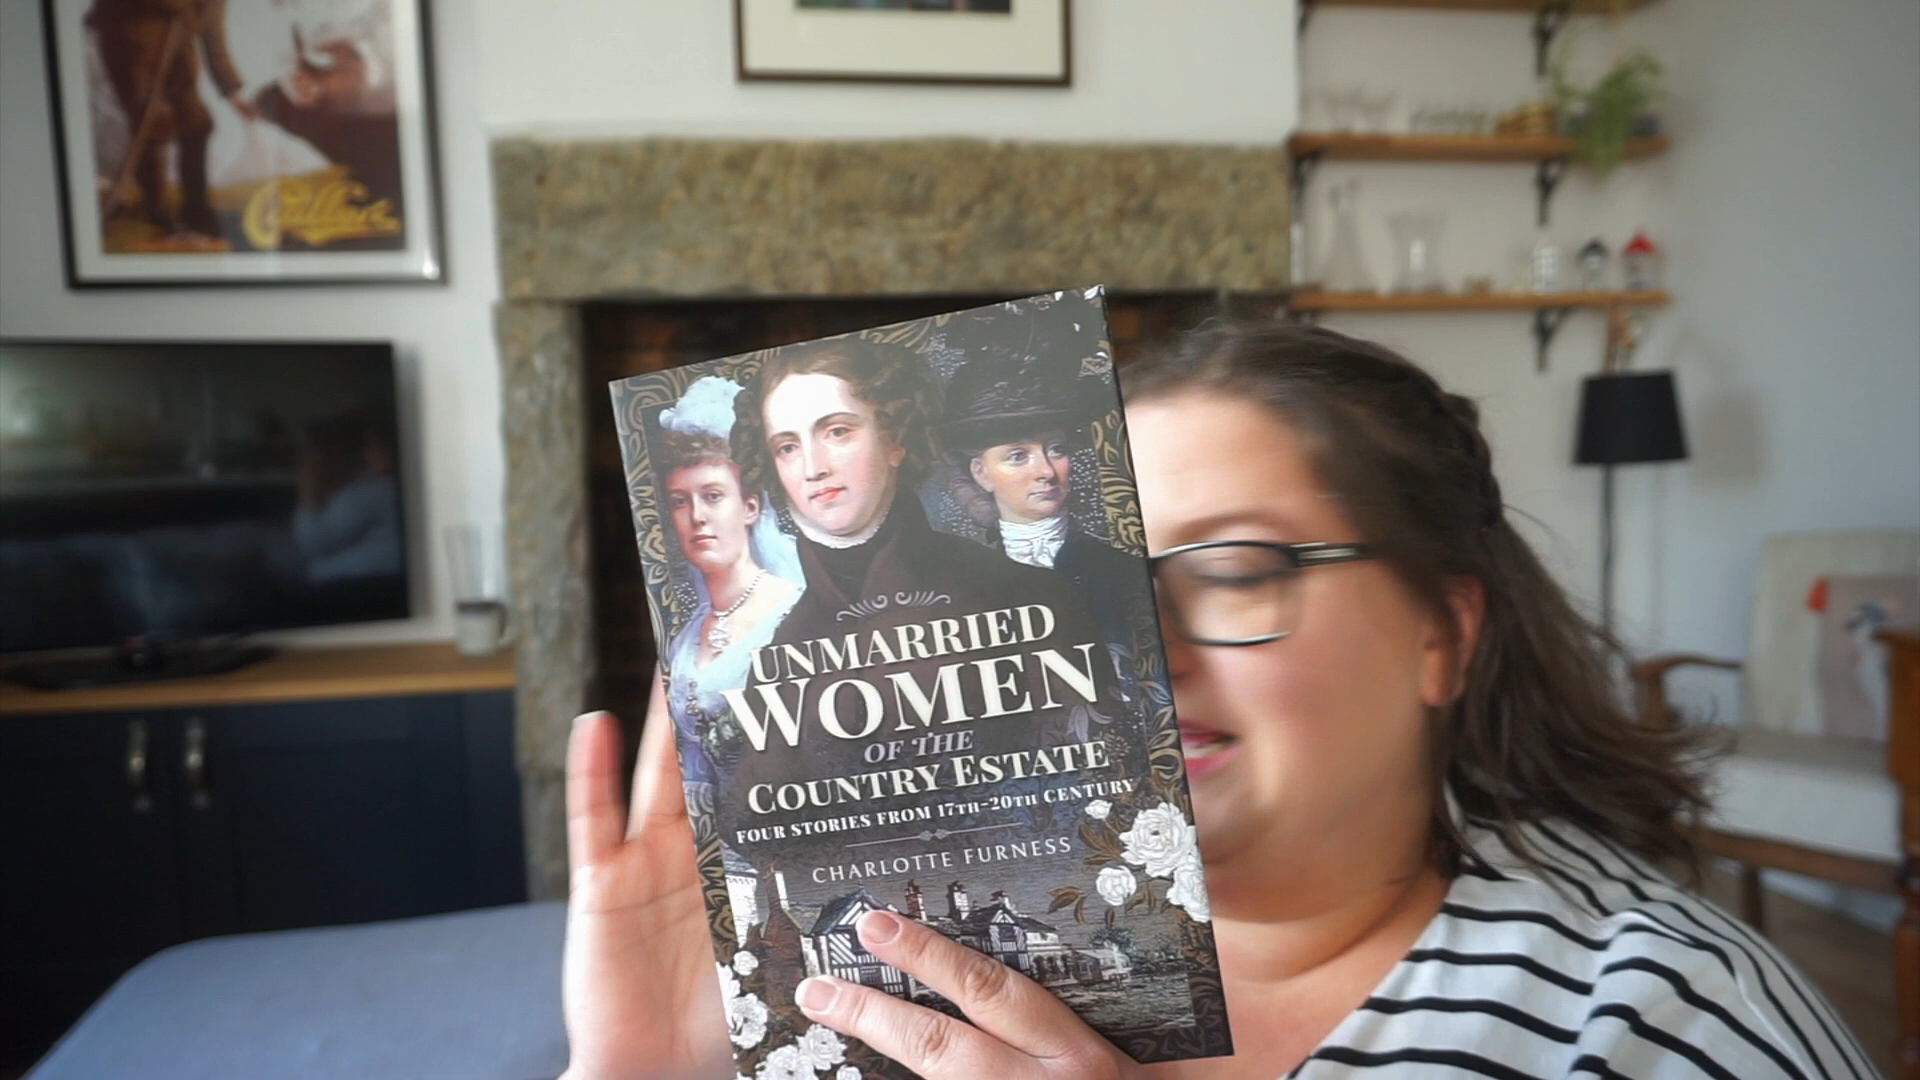 UNMARRIED
WOMEN
OF THE
COUNTRY ESTATE
FOUR STORIES FROM 17TH-20TH CENTURY
CHARLOTTE FURNESS